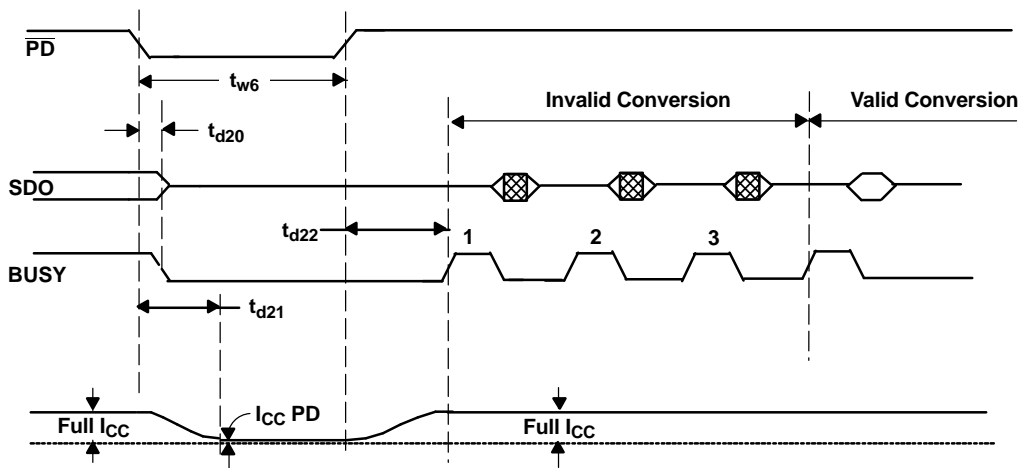 P̅D̅
t_w6
Invalid Conversion
Valid Conversion
t_d20
SDO
t_d22
1
2
3
BUSY
t_d21
I_CC PD
Full I_CC
Full I_CC